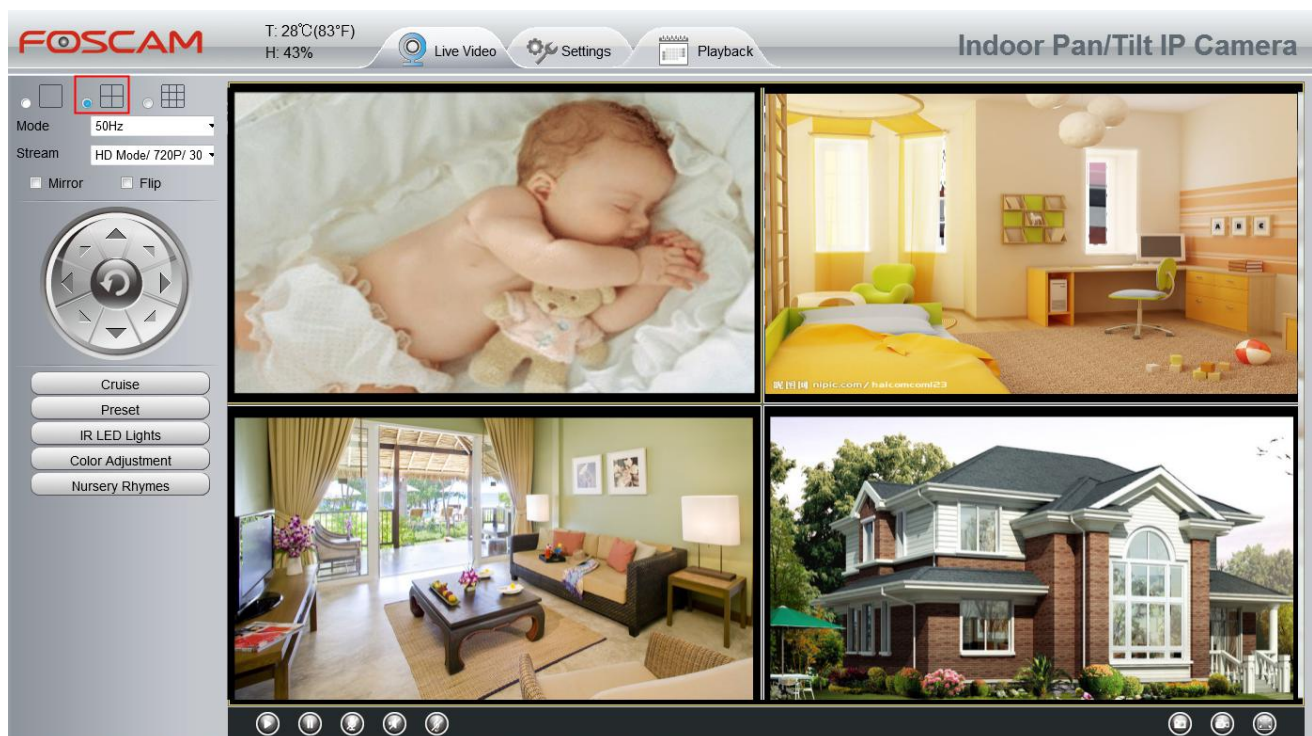 FOSCAM
T: 28℃(83°F)
H: 43%
Live Video
Settings
Playback
Indoor Pan/Tilt IP Camera
Mode
50Hz
Stream
HD Mode/ 720P/ 30
Mirror
Flip
Cruise
Preset
IR LED Lights
Color Adjustment
Nursery Rhymes
A B C
昵图网 nipic.com/haicomcomi23